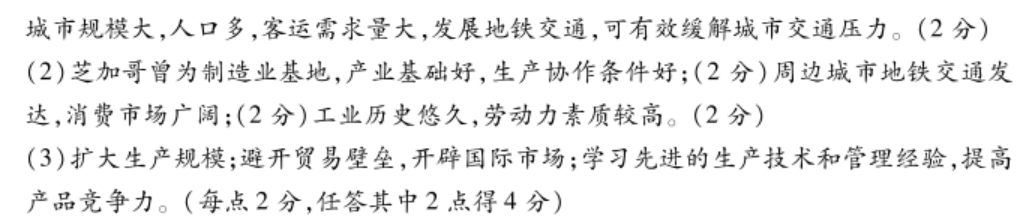 城市规模大,人口多,客运需求量大,发展地铁交通,可有效缓解城市交通压力。(2 分)
(2)芝加哥曾为制造业基地,产业基础好,生产协作条件好;(2 分)周边城市地铁交通发
达,消费市场广阔;(2 分)工业历史悠久,劳动力素质较高。(2 分)
(3)扩大生产规模;避开贸易壁垒,开辟国际市场;学习先进的生产技术和管理经验,提高
产品竞争力。(每点 2 分,任答其中 2 点得 4 分)